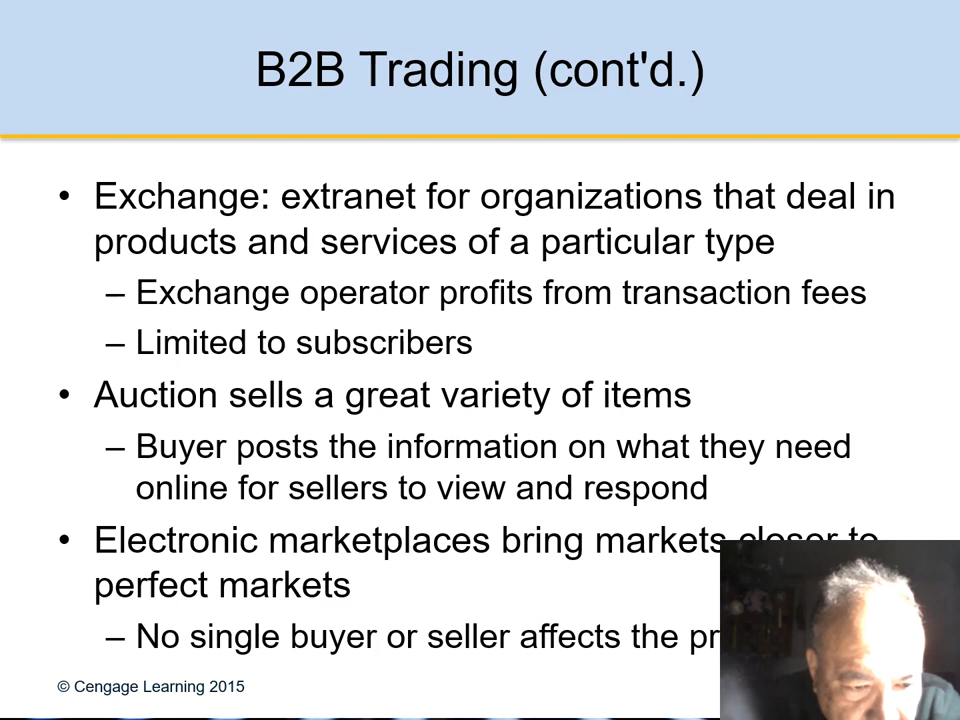 B2B Trading (cont'd.)
• Exchange: extranet for organizations that deal in
products and services of a particular type
– Exchange operator profits from transaction fees
– Limited to subscribers
• Auction sells a great variety of items
– Buyer posts the information on what they need
online for sellers to view and respond
• Electronic marketplaces bring markets closer to
perfect markets
– No single buyer or seller affects the
© Cengage Learning 2015